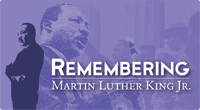 REMEMBERING
MARTIN LUTHER KING JR.